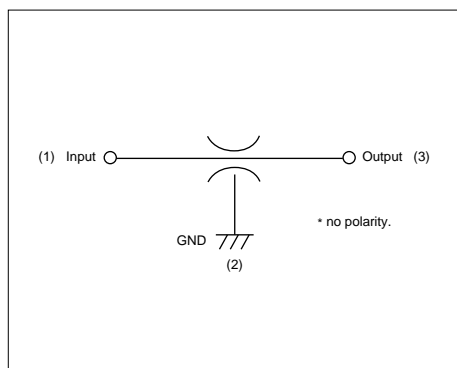 (1) Input Output (3)
* no polarity.
GND
(2)